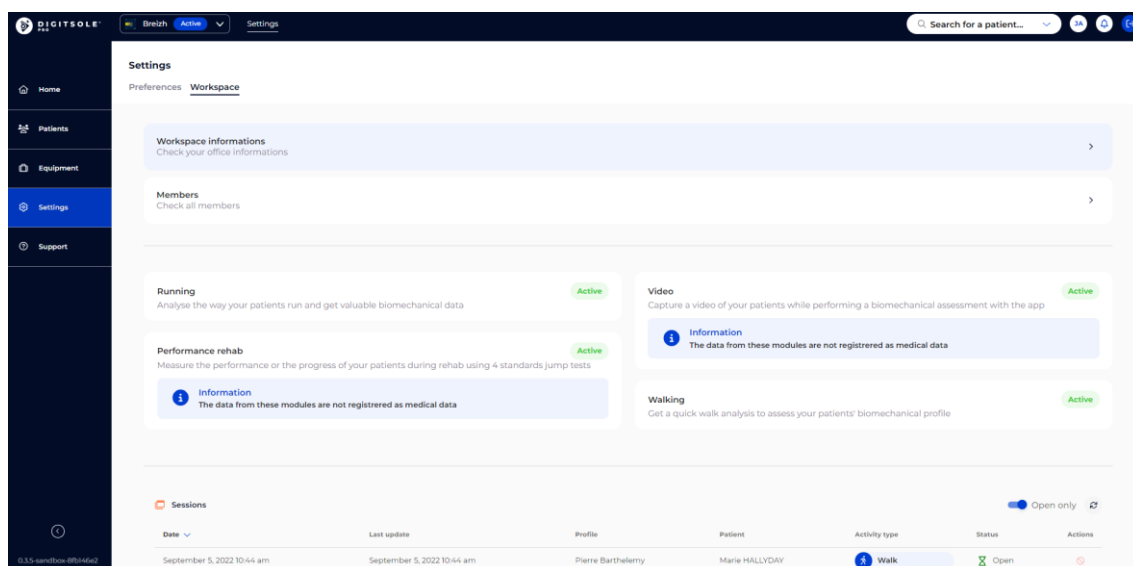 DIGITSOLE
PRO
Breizh Active
Settings
Search for a patient...
JA
Settings
Preferences Workspace
Home
Patients
Equipment
Settings
Support
Workspace informations
Check your office informations
Members
Check all members
Running
Active
Analyse the way your patients run and get valuable biomechanical data
Performance rehab
Active
Measure the performance or the progress of your patients during rehab using 4 standards jump tests
Information
The data from these modules are not registrered as medical data
Video
Active
Capture a video of your patients while performing a biomechanical assessment with the app
Information
The data from these modules are not registrered as medical data
Walking
Active
Get a quick walk analysis to assess your patients' biomechanical profile
Sessions
Open only
Date Last update Profile Patient Activity type Status Actions
September 5, 2022 10:44 am September 5, 2022 10:44 am Pierre Barthelemy Marie HALLYDAY Walk Open
0.3.5-sandbox-8fb146e2